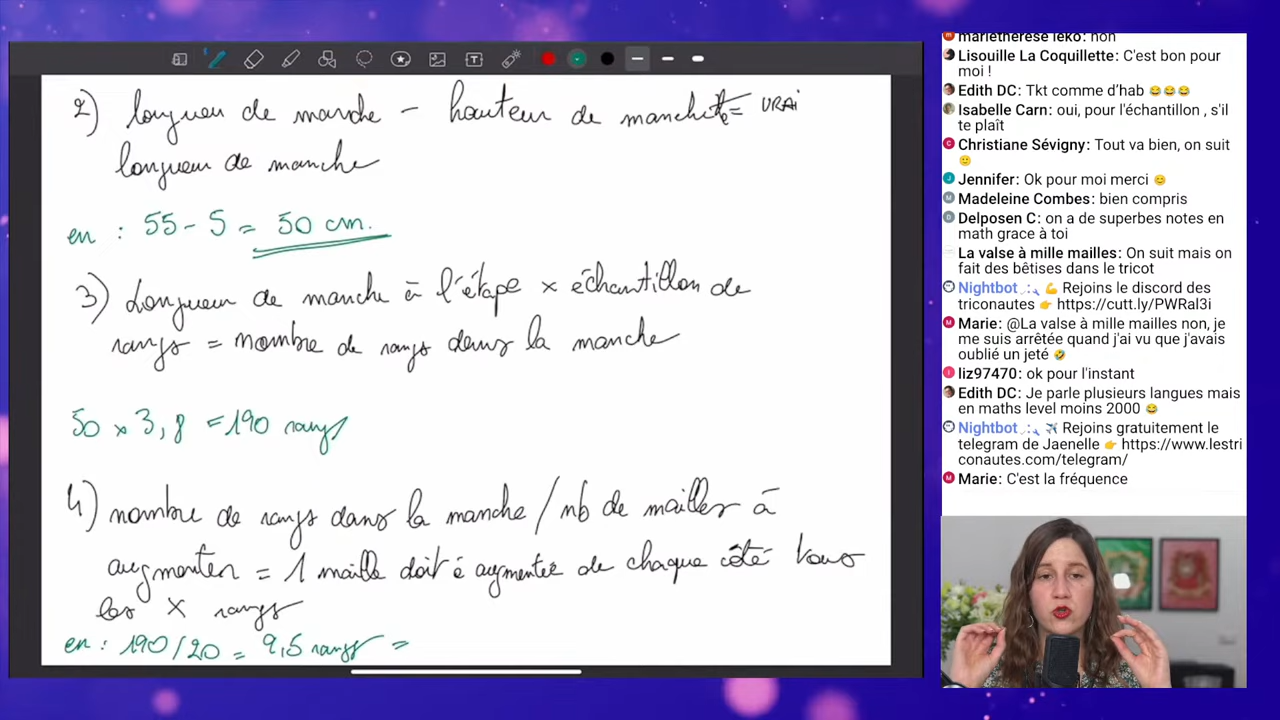 2) longueur de manche - hauteur de manchette = VRAI
longueur de manche
ex : 55 - 5 = 50 cm.
3) Longueur de manche à l'étape x échantillon de
rangs = nombre de rangs dans la manche
50 x 3,8 = 190 rangs
4) nombre de rangs dans la manche / nb de mailles à
augmenter = 1 maille doit ê augmentée de chaque côté tous
les X rangs
ex : 190/20 = 9,5 rangs =
mariethérèse leko: non
Lisouille La Coquillette: C'est bon pour
moi !
Edith DC: Tkt comme d'hab 😂😂😂
Isabelle Carn: oui, pour l'échantillon , s'il
te plaît
Christiane Sévigny: Tout va bien, on suit
🙂
Jennifer: Ok pour moi merci 😊
Madeleine Combes: bien compris
Delposen C: on a de superbes notes en
math grace à toi
La valse à mille mailles: On suit mais on
fait des bêtises dans le tricot
Nightbot: 💪 Rejoins le discord des
triconautes 👉 https://cutt.ly/PWRal3i
Marie: @La valse à mille mailles non, je
me suis arrêtée quand j'ai vu que j'avais
oublié un jeté 🤣
liz97470: ok pour l'instant
Edith DC: Je parle plusieurs langues mais
en maths level moins 2000 😂
Nightbot: ✈️ Rejoins gratuitement le
telegram de Jaenelle 👉 https://www.lestri
conautes.com/telegram/
Marie: C'est la fréquence